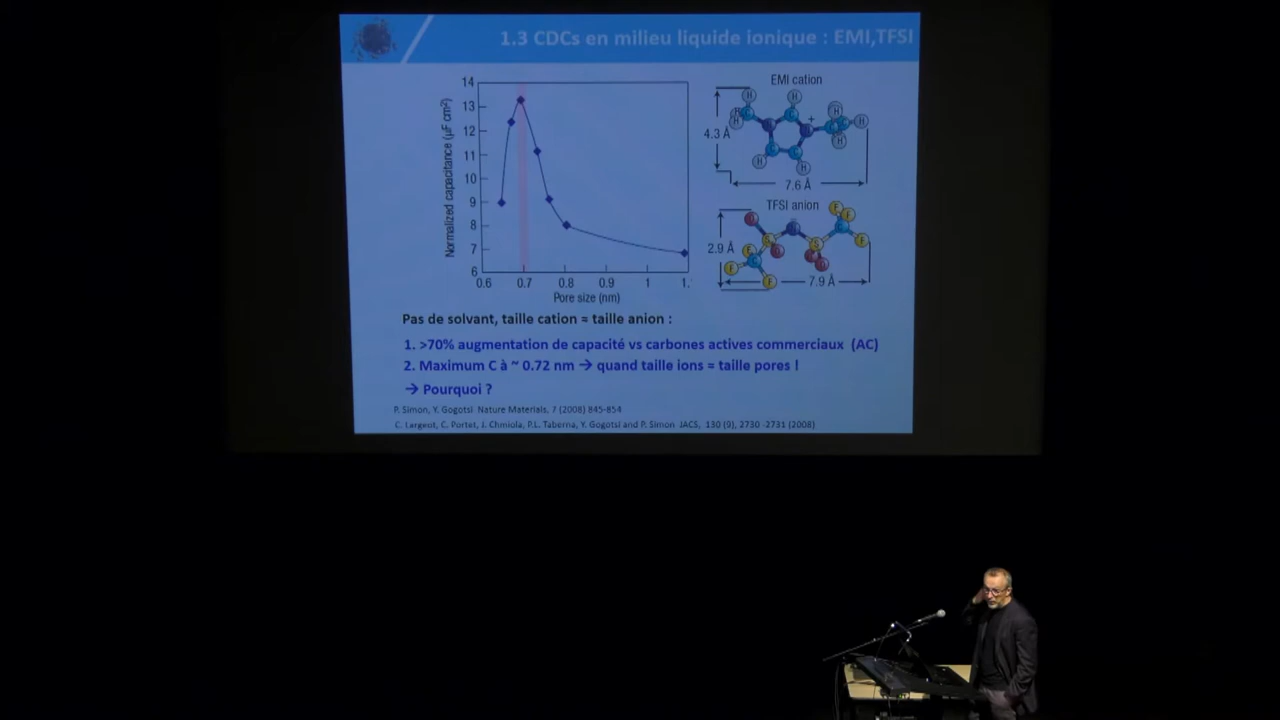 1.3 CDCs en milieu liquide ionique : EMI,TFSI
14
13
12
11
10
9
8
7
6
Normalized capacitance (µF cm²)
0.6 0.7 0.8 0.9 1 1.
Pore size (nm)
EMI cation
4.3 Å
7.6 Å
TFSI anion
2.9 Å
7.9 Å
Pas de solvant, taille cation ≈ taille anion :
1. >70% augmentation de capacité vs carbones actives commerciaux (AC)
2. Maximum C à ~ 0.72 nm → quand taille ions = taille pores !
→ Pourquoi ?
P. Simon, Y. Gogotsi Nature Materials, 7 (2008) 845-854
C. Largeot, C. Portet, J. Chmiola, P.L. Taberna, Y. Gogotsi and P. Simon JACS, 130 (9), 2730 -2731 (2008)